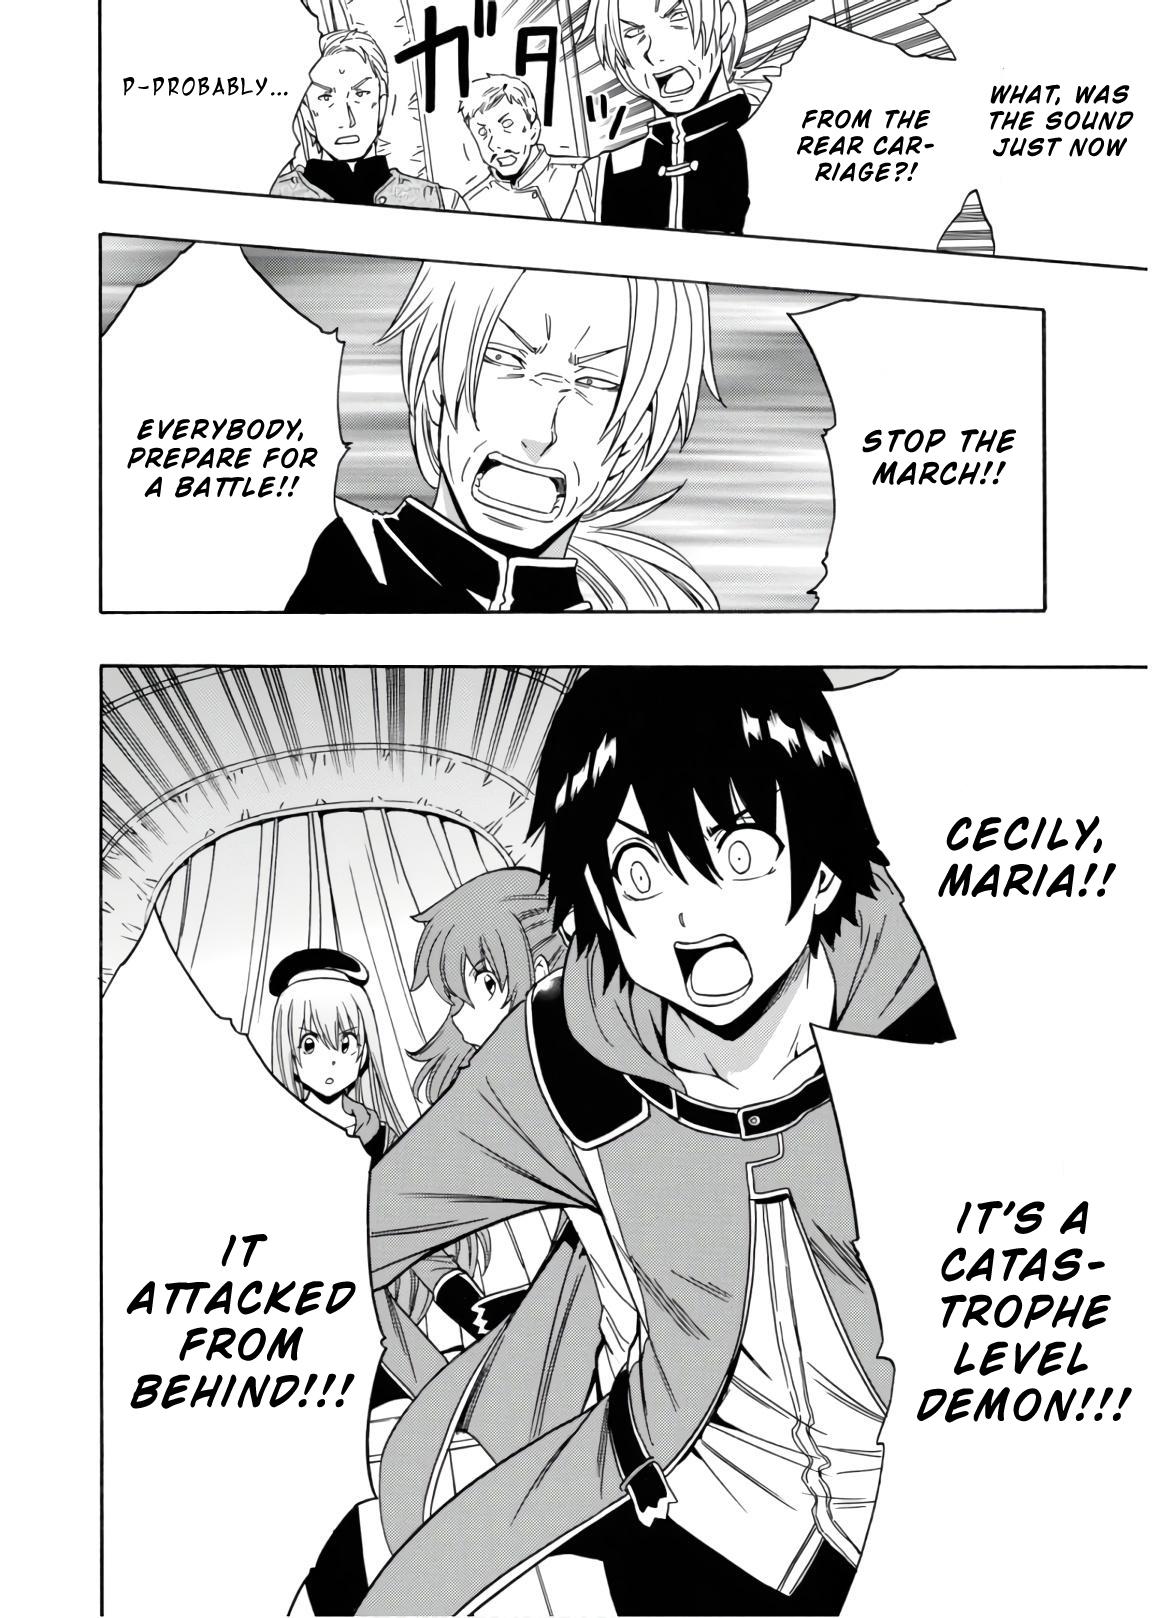 WHAT, WAS
THE SOUND
JUST NOW
FROM THE
REAR CAR-
RIAGE?!
ガタッ
P-PROBABLY...
STOP THE
MARCH!!
EVERYBODY,
PREPARE FOR
A BATTLE!!
CECILY,
MARIA!!
IT'S A
CATAS-
TROPHE
LEVEL
DEMON!!!
IT
ATTACKED
FROM
BEHIND!!!